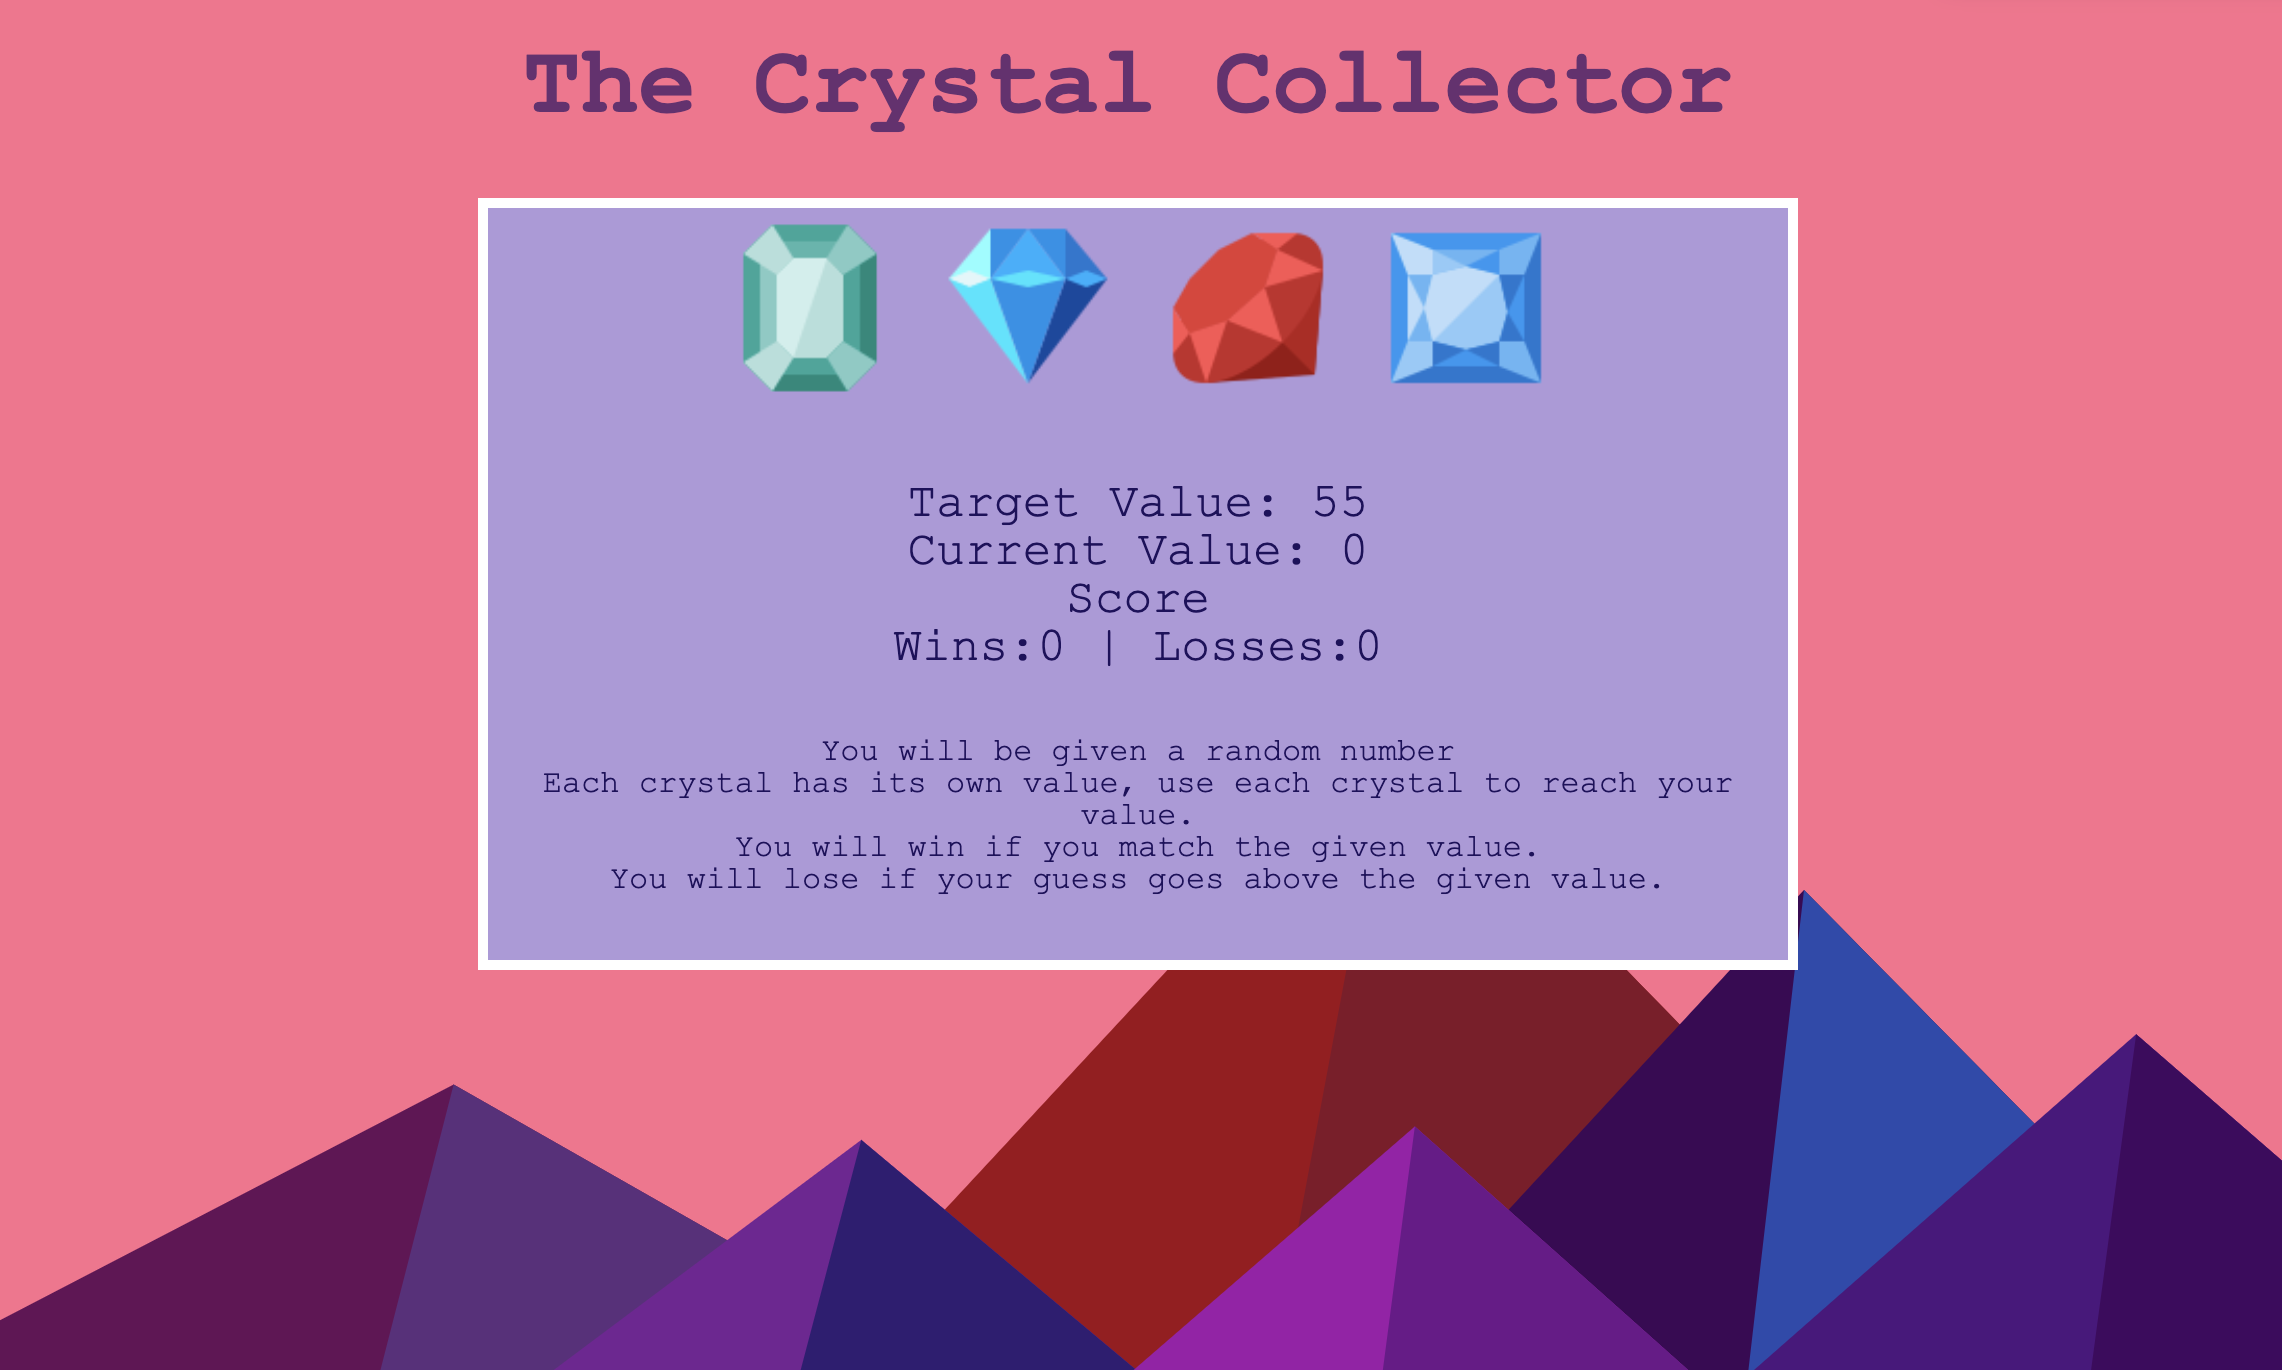 The Crystal Collector
Target Value: 55
Current Value: 0
Score
Wins:0 | Losses:0
You will be given a random number
Each crystal has its own value, use each crystal to reach your
value.
You will win if you match the given value.
You will lose if your guess goes above the given value.